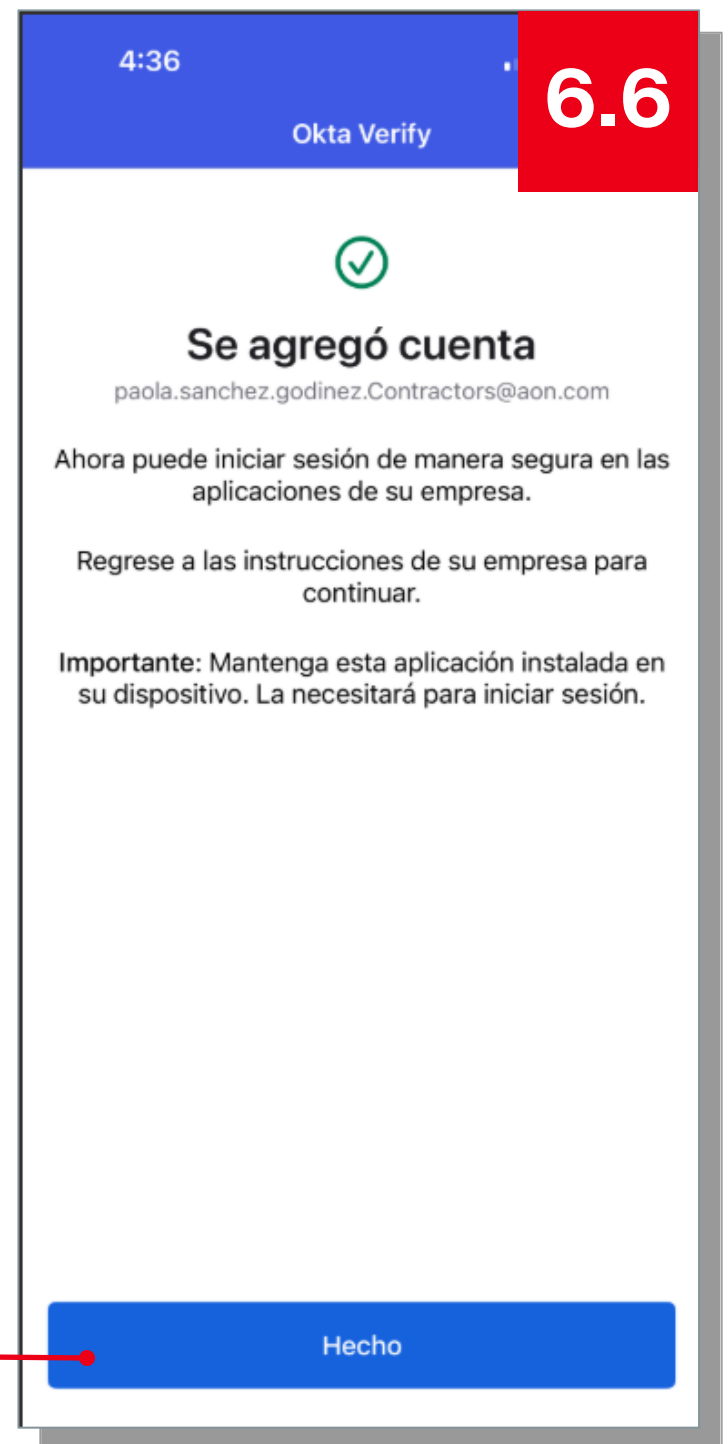 4:36
6.6
Okta Verify
Se agregó cuenta
paola.sanchez.godinez.Contractors@aon.com
Ahora puede iniciar sesión de manera segura en las
aplicaciones de su empresa.
Regrese a las instrucciones de su empresa para
continuar.
Importante: Mantenga esta aplicación instalada en
su dispositivo. La necesitará para iniciar sesión.
Hecho